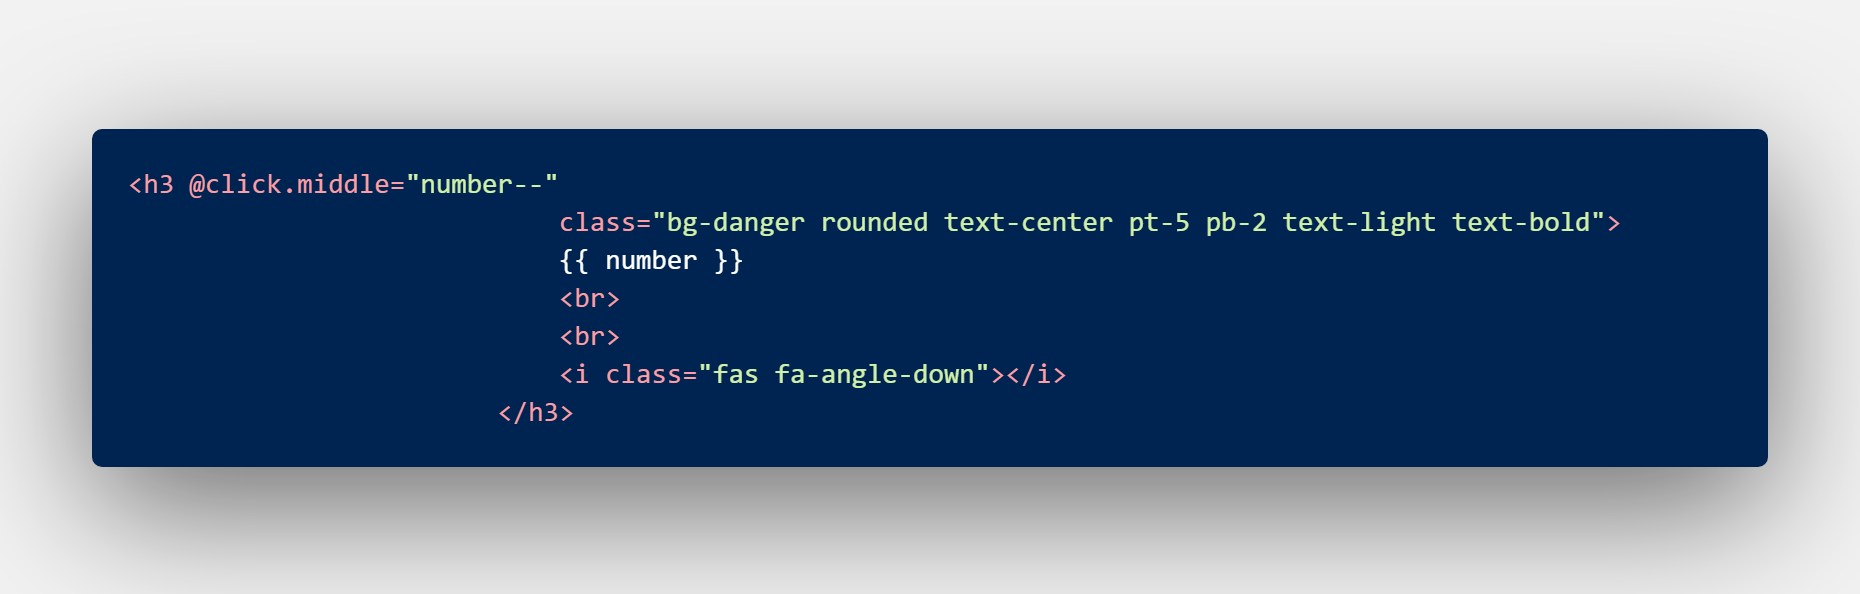 <h3 @click.middle="number--"
class="bg-danger rounded text-center pt-5 pb-2 text-light text-bold">
{{ number }}
<br>
<br>
<i class="fas fa-angle-down"></i>
</h3>